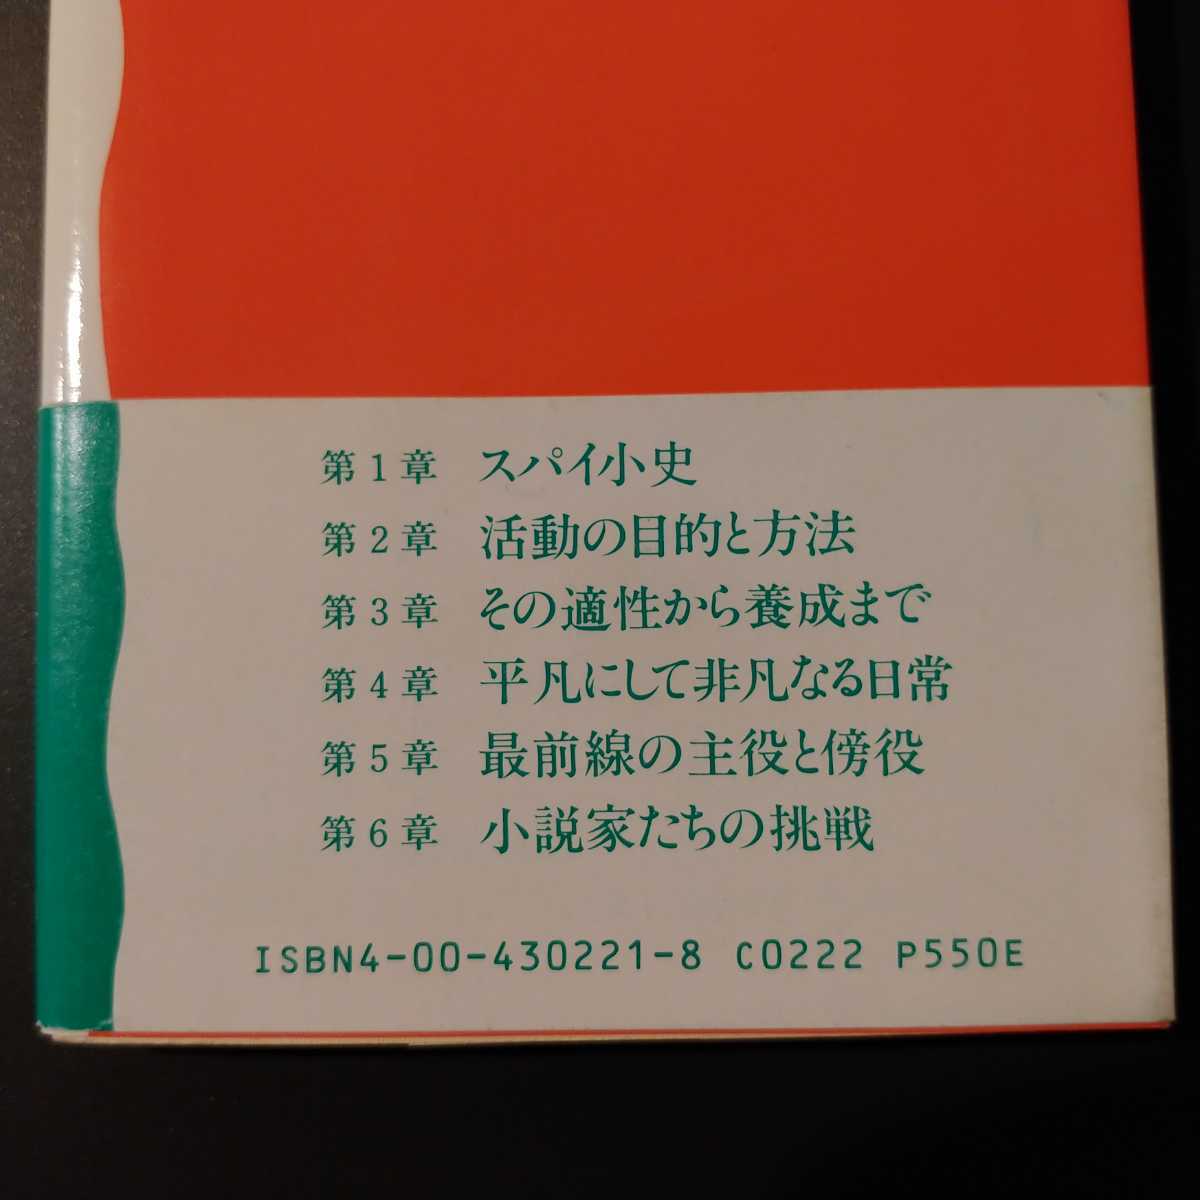 第1章 スパイ小史
第2章 活動の目的と方法
第3章 その適性から養成まで
第4章 平凡にして非凡なる日常
第5章 最前線の主役と傍役
第6章 小説家たちの挑戦
ISBN4-00-430221-8 C0222 P550E